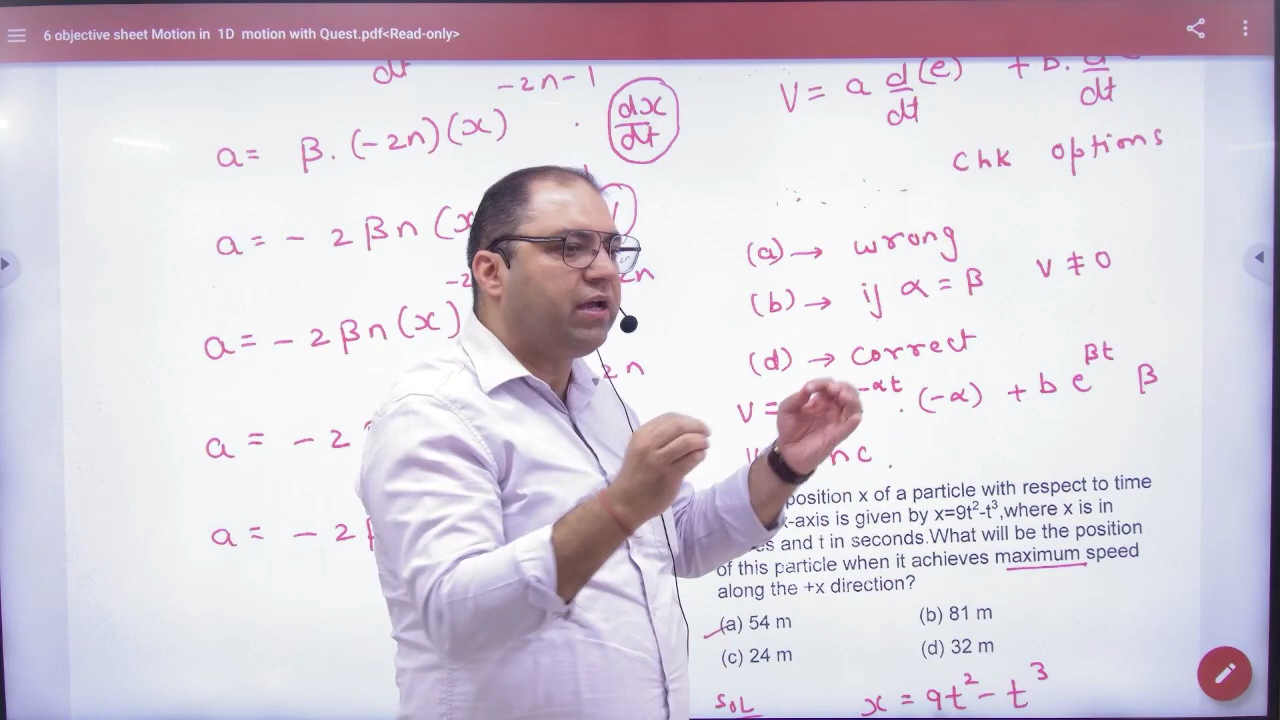 6 objective sheet Motion in 1D motion with Quest.pdf<Read-only>
dt
a = β. (-2n) (x)^{-2n-1} . dx/dt
a = - 2βn (x
a = - 2βn (x)
a = - 2
a = - 2
2n
V = a d/dt (e) + b.
dt
Chk options
(a) → wrong
(b) → if α = β V ≠ 0
(d) → correct
V = -αt . (-α) + b e^{βt} β
position x of a particle with respect to time
x-axis is given by x=9t²-t³,where x is in
and t in seconds.What will be the position
of this particle when it achieves maximum speed
along the +x direction?
(a) 54 m
(b) 81 m
(c) 24 m
(d) 32 m
SOL x = 9t² - t³